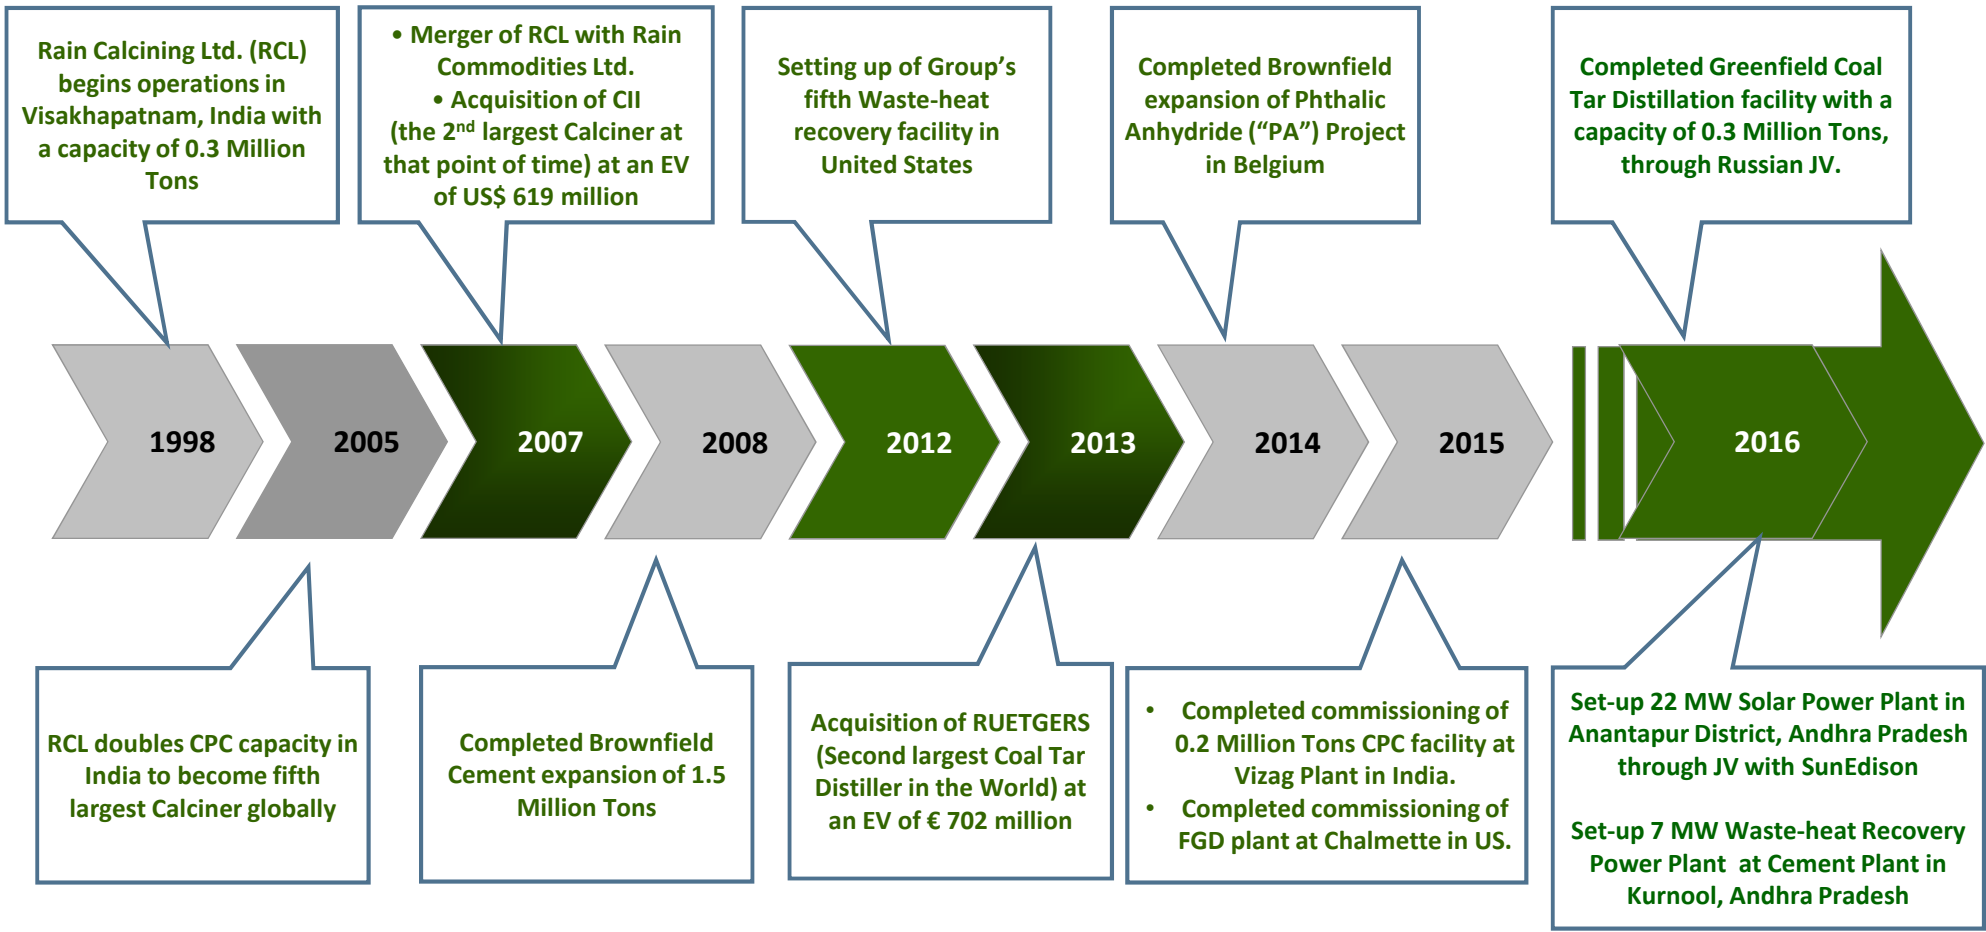 Rain Calcining Ltd. (RCL)
begins operations in
Visakhapatnam, India with
a capacity of 0.3 Million
Tons
• Merger of RCL with Rain
Commodities Ltd.
• Acquisition of CII
(the 2nd largest Calciner at
that point of time) at an EV
of US$ 619 million
Setting up of Group’s
fifth Waste-heat
recovery facility in
United States
Completed Brownfield
expansion of Phthalic
Anhydride (“PA”) Project
in Belgium
Completed Greenfield Coal
Tar Distillation facility with a
capacity of 0.3 Million Tons,
through Russian JV.
1998
2005
2007
2008
2012
2013
2014
2015
2016
RCL doubles CPC capacity in
India to become fifth
largest Calciner globally
Completed Brownfield
Cement expansion of 1.5
Million Tons
Acquisition of RUETGERS
(Second largest Coal Tar
Distiller in the World) at
an EV of € 702 million
• Completed commissioning of
0.2 Million Tons CPC facility at
Vizag Plant in India.
• Completed commissioning of
FGD plant at Chalmette in US.
Set-up 22 MW Solar Power Plant in
Anantapur District, Andhra Pradesh
through JV with SunEdison
Set-up 7 MW Waste-heat Recovery
Power Plant at Cement Plant in
Kurnool, Andhra Pradesh